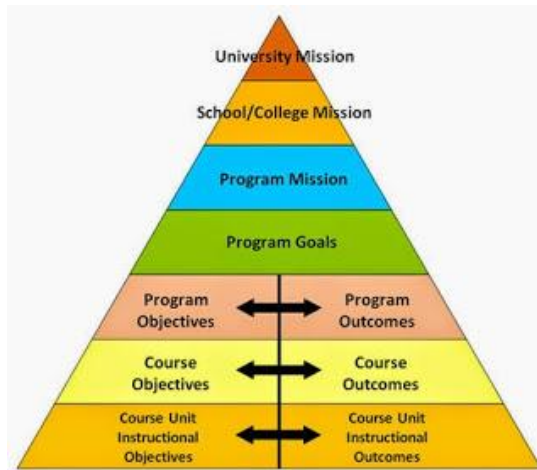 University Mission
School/College Mission
Program Mission
Program Goals
Program
Objectives
Program
Outcomes
Course
Objectives
Course
Outcomes
Course Unit
Instructional
Objectives
Course Unit
Instructional
Outcomes